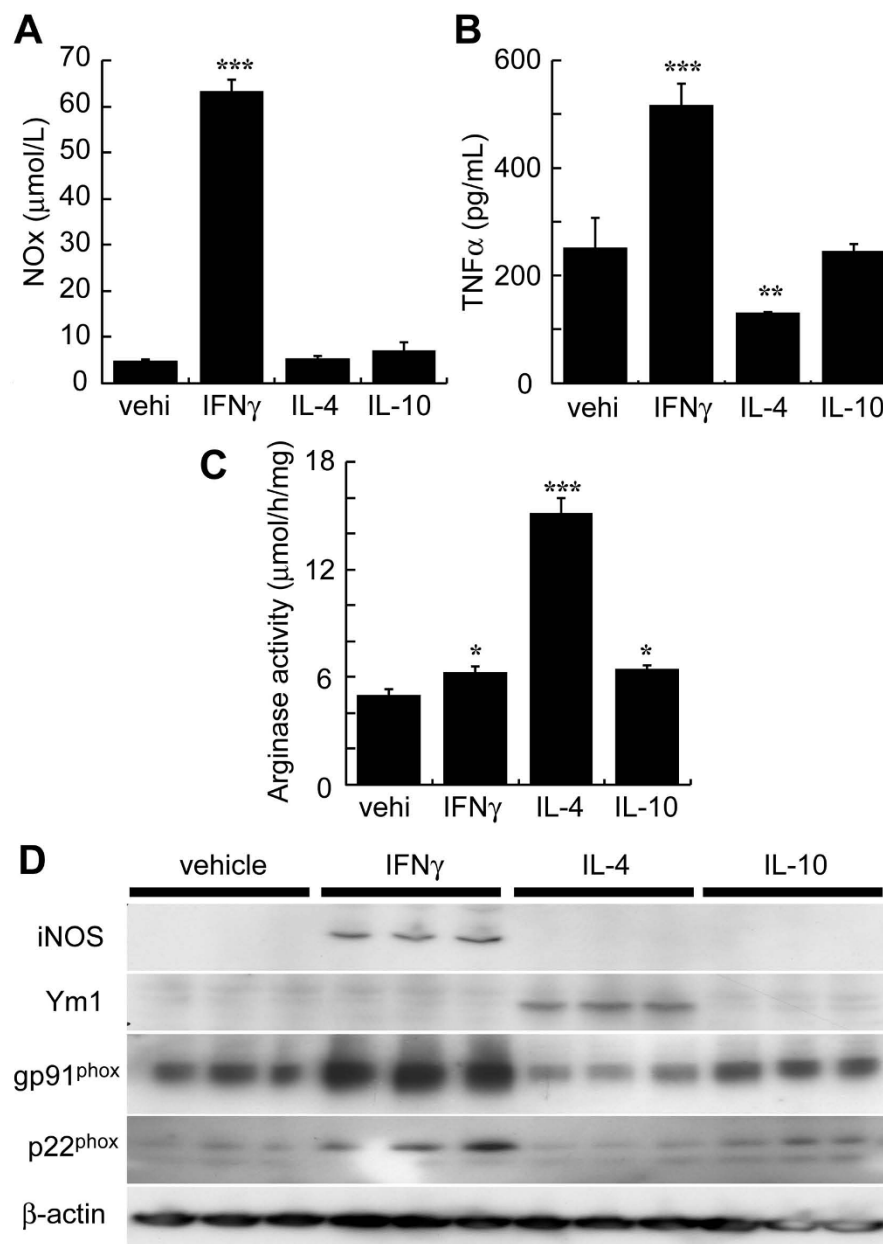 A
NOx (μmol/L)
70
60
50
40
30
20
10
0
***
vehi IFNγ IL-4 IL-10
B
TNFα (pg/mL)
600
400
200
0
***
**
vehi IFNγ IL-4 IL-10
C
Arginase activity (μmol/h/mg)
18
12
6
0
*
***
*
vehi IFNγ IL-4 IL-10
D
vehicle IFNγ IL-4 IL-10
iNOS
Ym1
gp91phox
p22phox
β-actin